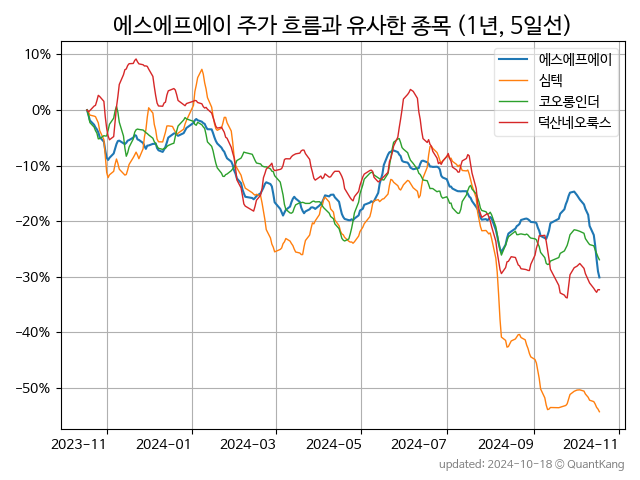 에스에프에이 주가 흐름과 유사한 종목 (1년, 5일선)
10%
0%
-10%
-20%
-30%
-40%
-50%
에스에프에이
심텍
코오롱인더
덕산네오룩스
2023-11
2024-01
2024-03
2024-05
2024-07
2024-09
2024-11
updated: 2024-10-18 © QuantKang